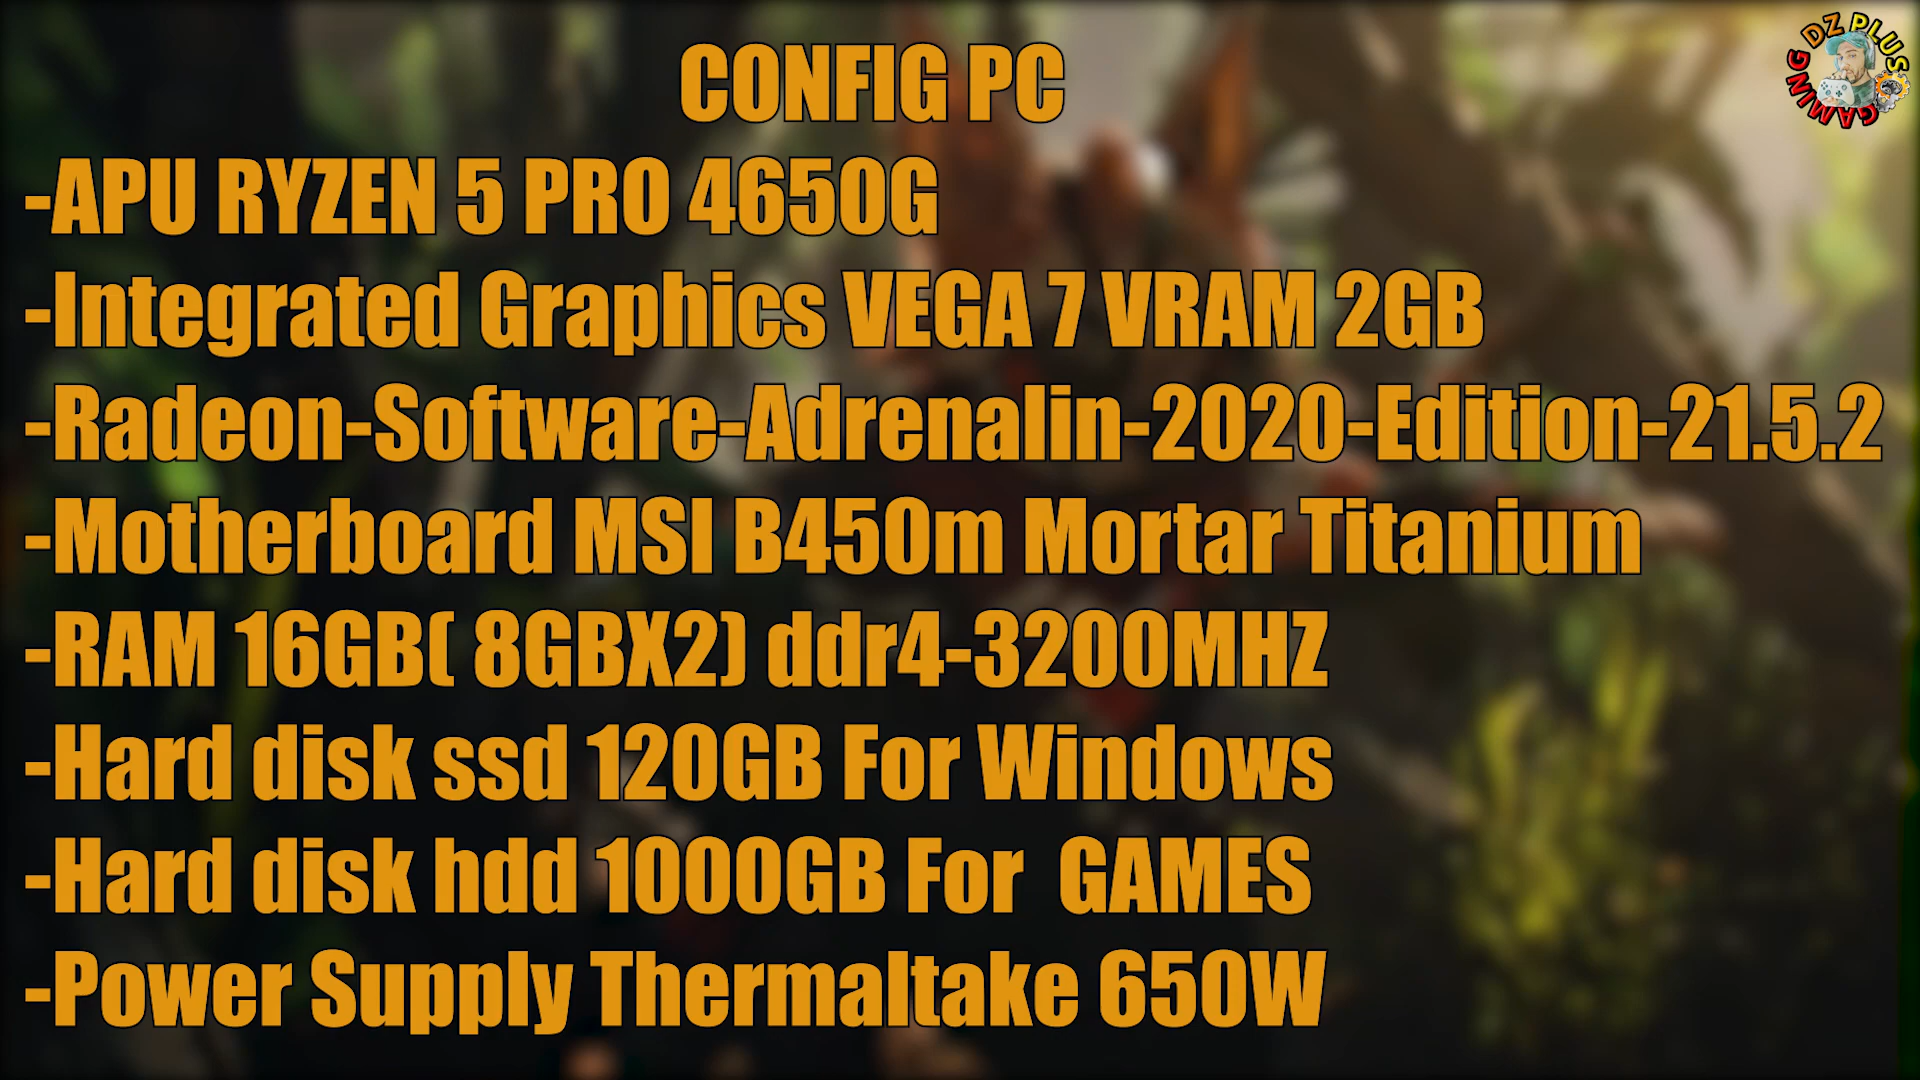 DZ PLUS
GAMING
CONFIG PC
-APU RYZEN 5 PRO 4650G
-Integrated Graphics VEGA 7 VRAM 2GB
-Radeon-Software-Adrenalin-2020-Edition-21.5.2
-Motherboard MSI B450m Mortar Titanium
-RAM 16GB( 8GBX2) ddr4-3200MHZ
-Hard disk ssd 120GB For Windows
-Hard disk hdd 1000GB For  GAMES
-Power Supply Thermaltake 650W